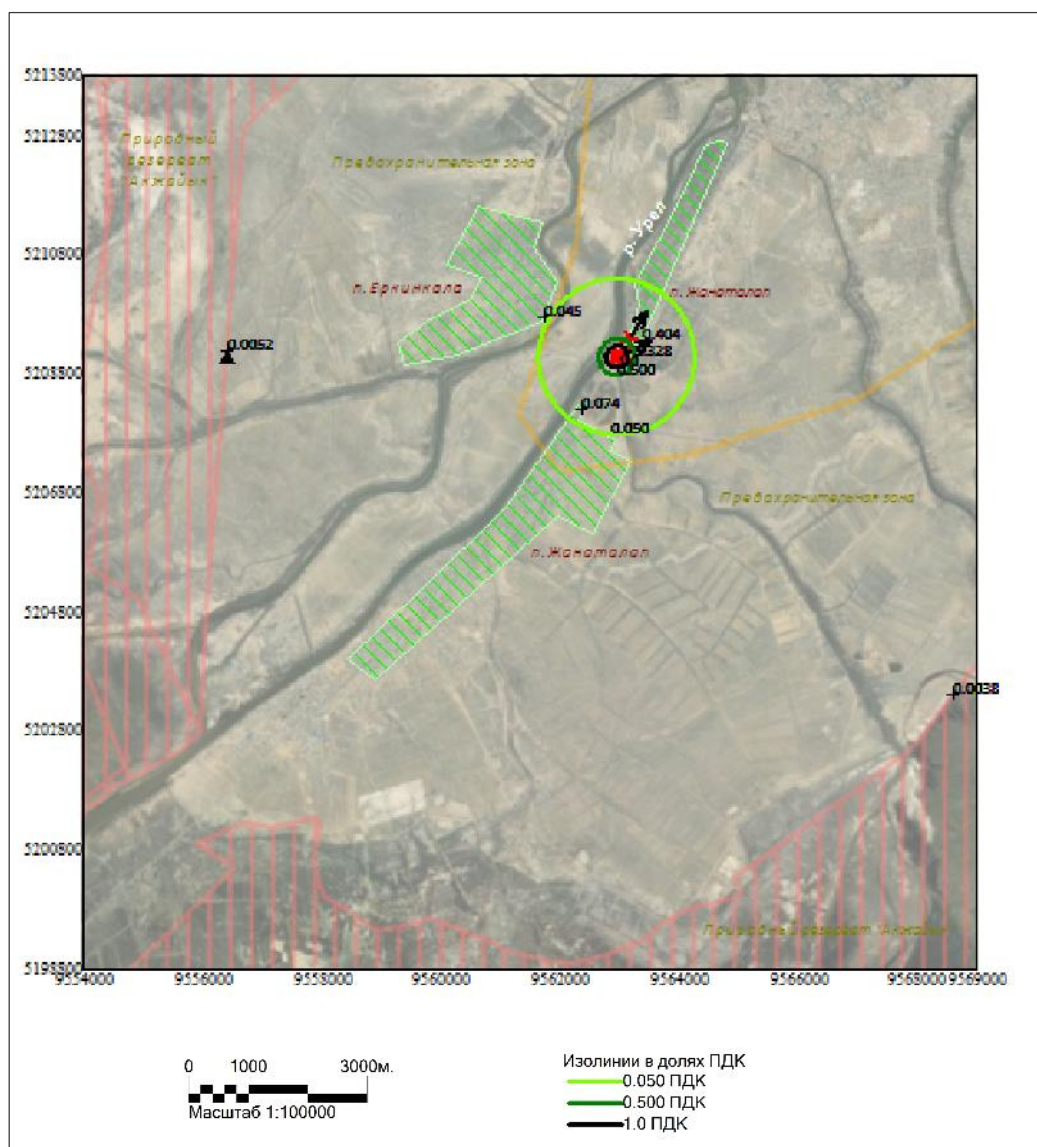 5213800
5212800
Природный
резерват
"Акжайык"
Предохранительная зона
р. Урал
5210800
п. Еркинкала
п. Жанаталап
0.045
0.404
0.0052
0.328
5208800
0.500
0.074
0.050
5206800
Предохранительная зона
п. Жанаталап
5204800
0.0038
5202800
5200800
Природный резерват "Акжайык"
5198800
9554000 9556000 9558000 9560000 9562000 9564000 9566000 9568000 9569000
0 1000 3000м.
Масштаб 1:100000
Изолинии в долях ПДК
0.050 ПДК
0.500 ПДК
1.0 ПДК